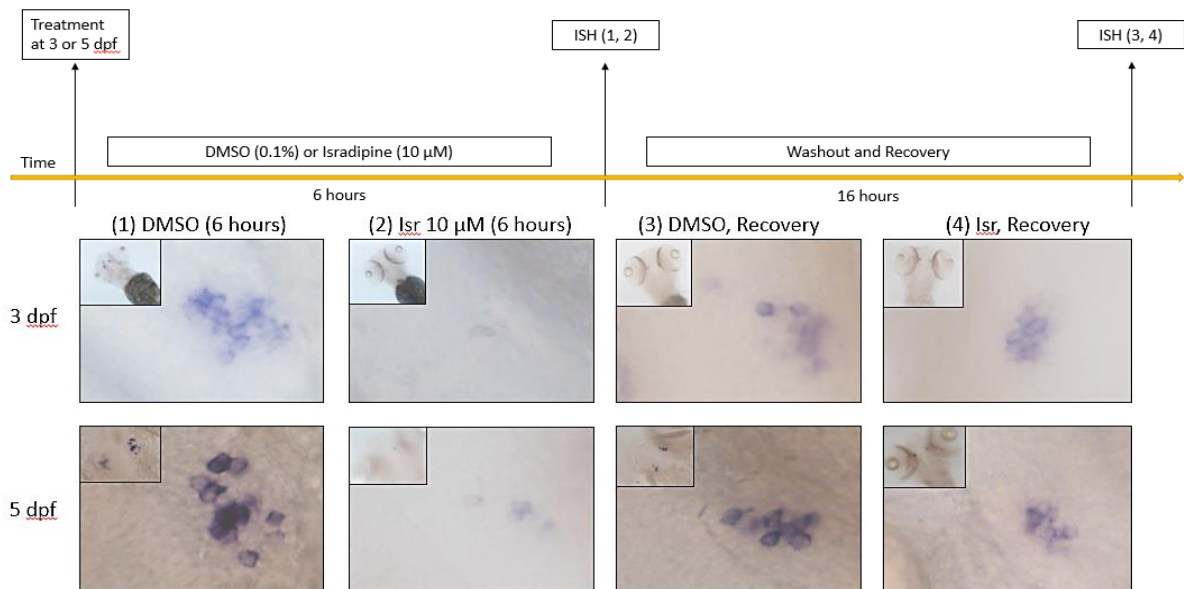 Treatment
at 3 or 5 dpf
ISH (1, 2)
ISH (3, 4)
DMSO (0.1%) or Isradipine (10 µM)
Washout and Recovery
Time
6 hours
16 hours
(1) DMSO (6 hours)
(2) Isr 10 µM (6 hours)
(3) DMSO, Recovery
(4) Isr, Recovery
3 dpf
5 dpf